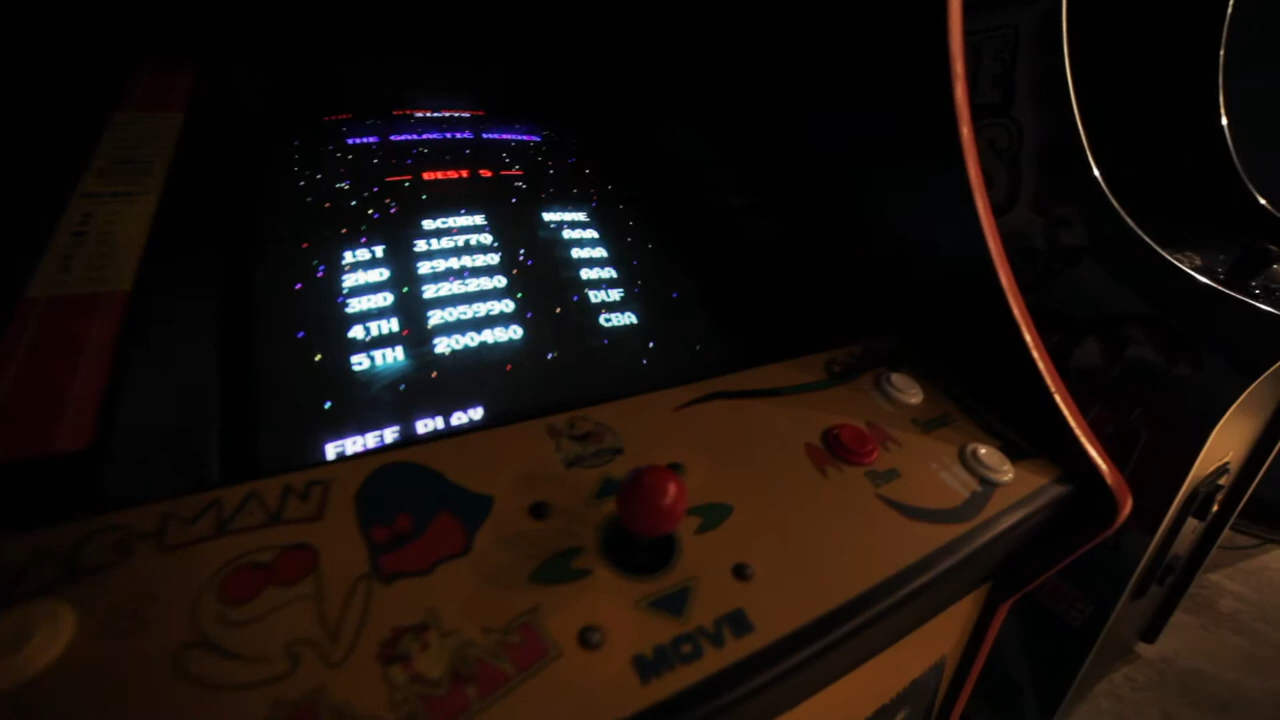 316770
THE GALACTIC HEROES
BEST 5
SCORE NAME
1ST 316770 AAA
2ND 294420 AAA
3RD 226280 AAA
4TH 205990 DUF
5TH 200480 CBA
FREE PLAY
MOVE